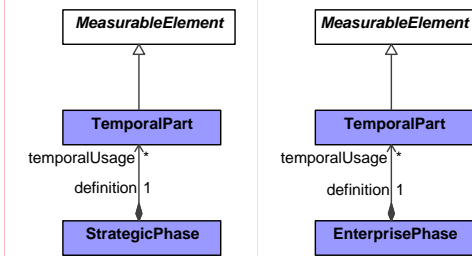 MeasurableElement
TemporalPart
temporalUsage *
definition 1
StrategicPhase
MeasurableElement
TemporalPart
temporalUsage *
definition 1
EnterprisePhase